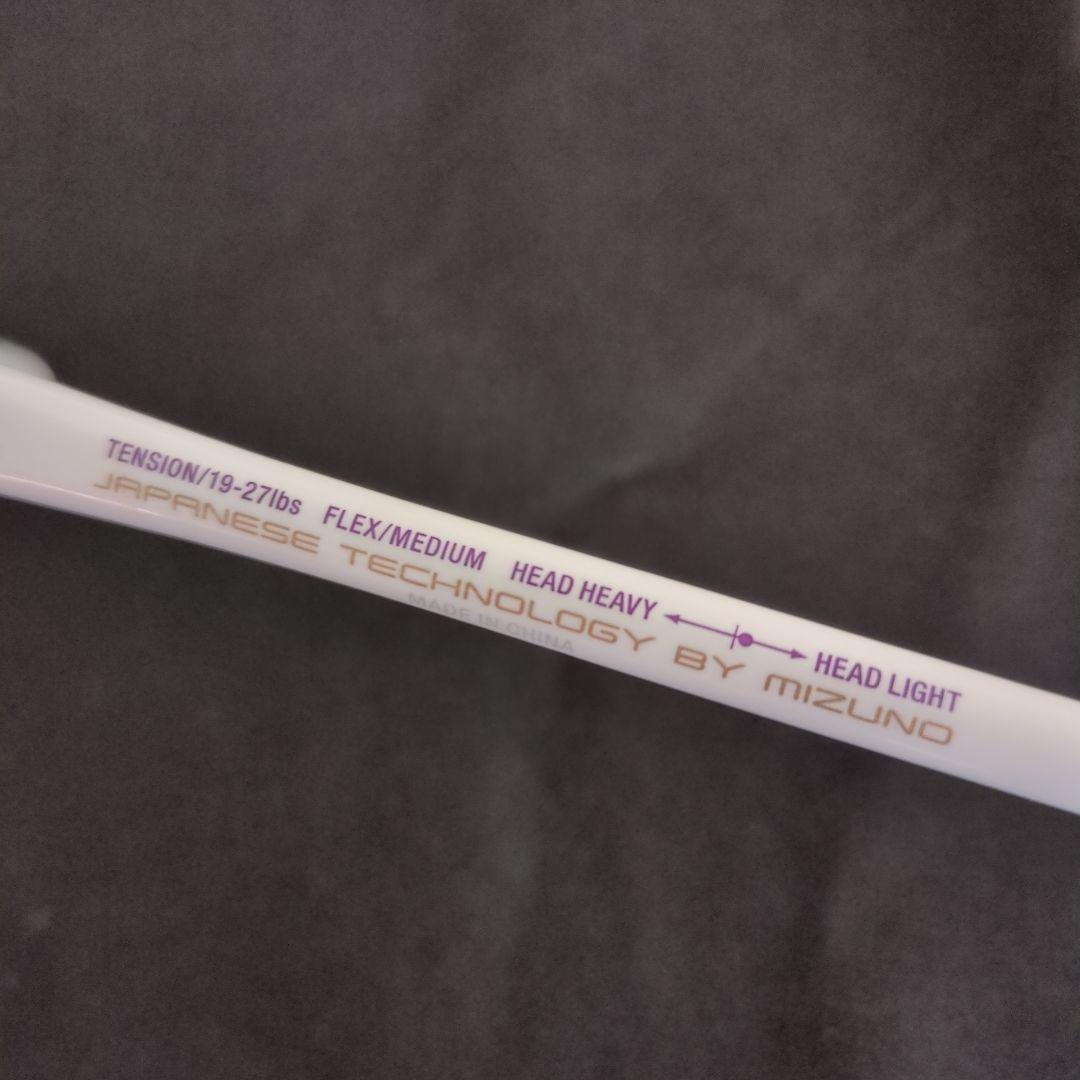 TENSION/19-27lbs FLEX/MEDIUM HEAD HEAVY HEAD LIGHT
JAPANESE TECHNOLOGY BY MIZUNO
MADE IN CHINA